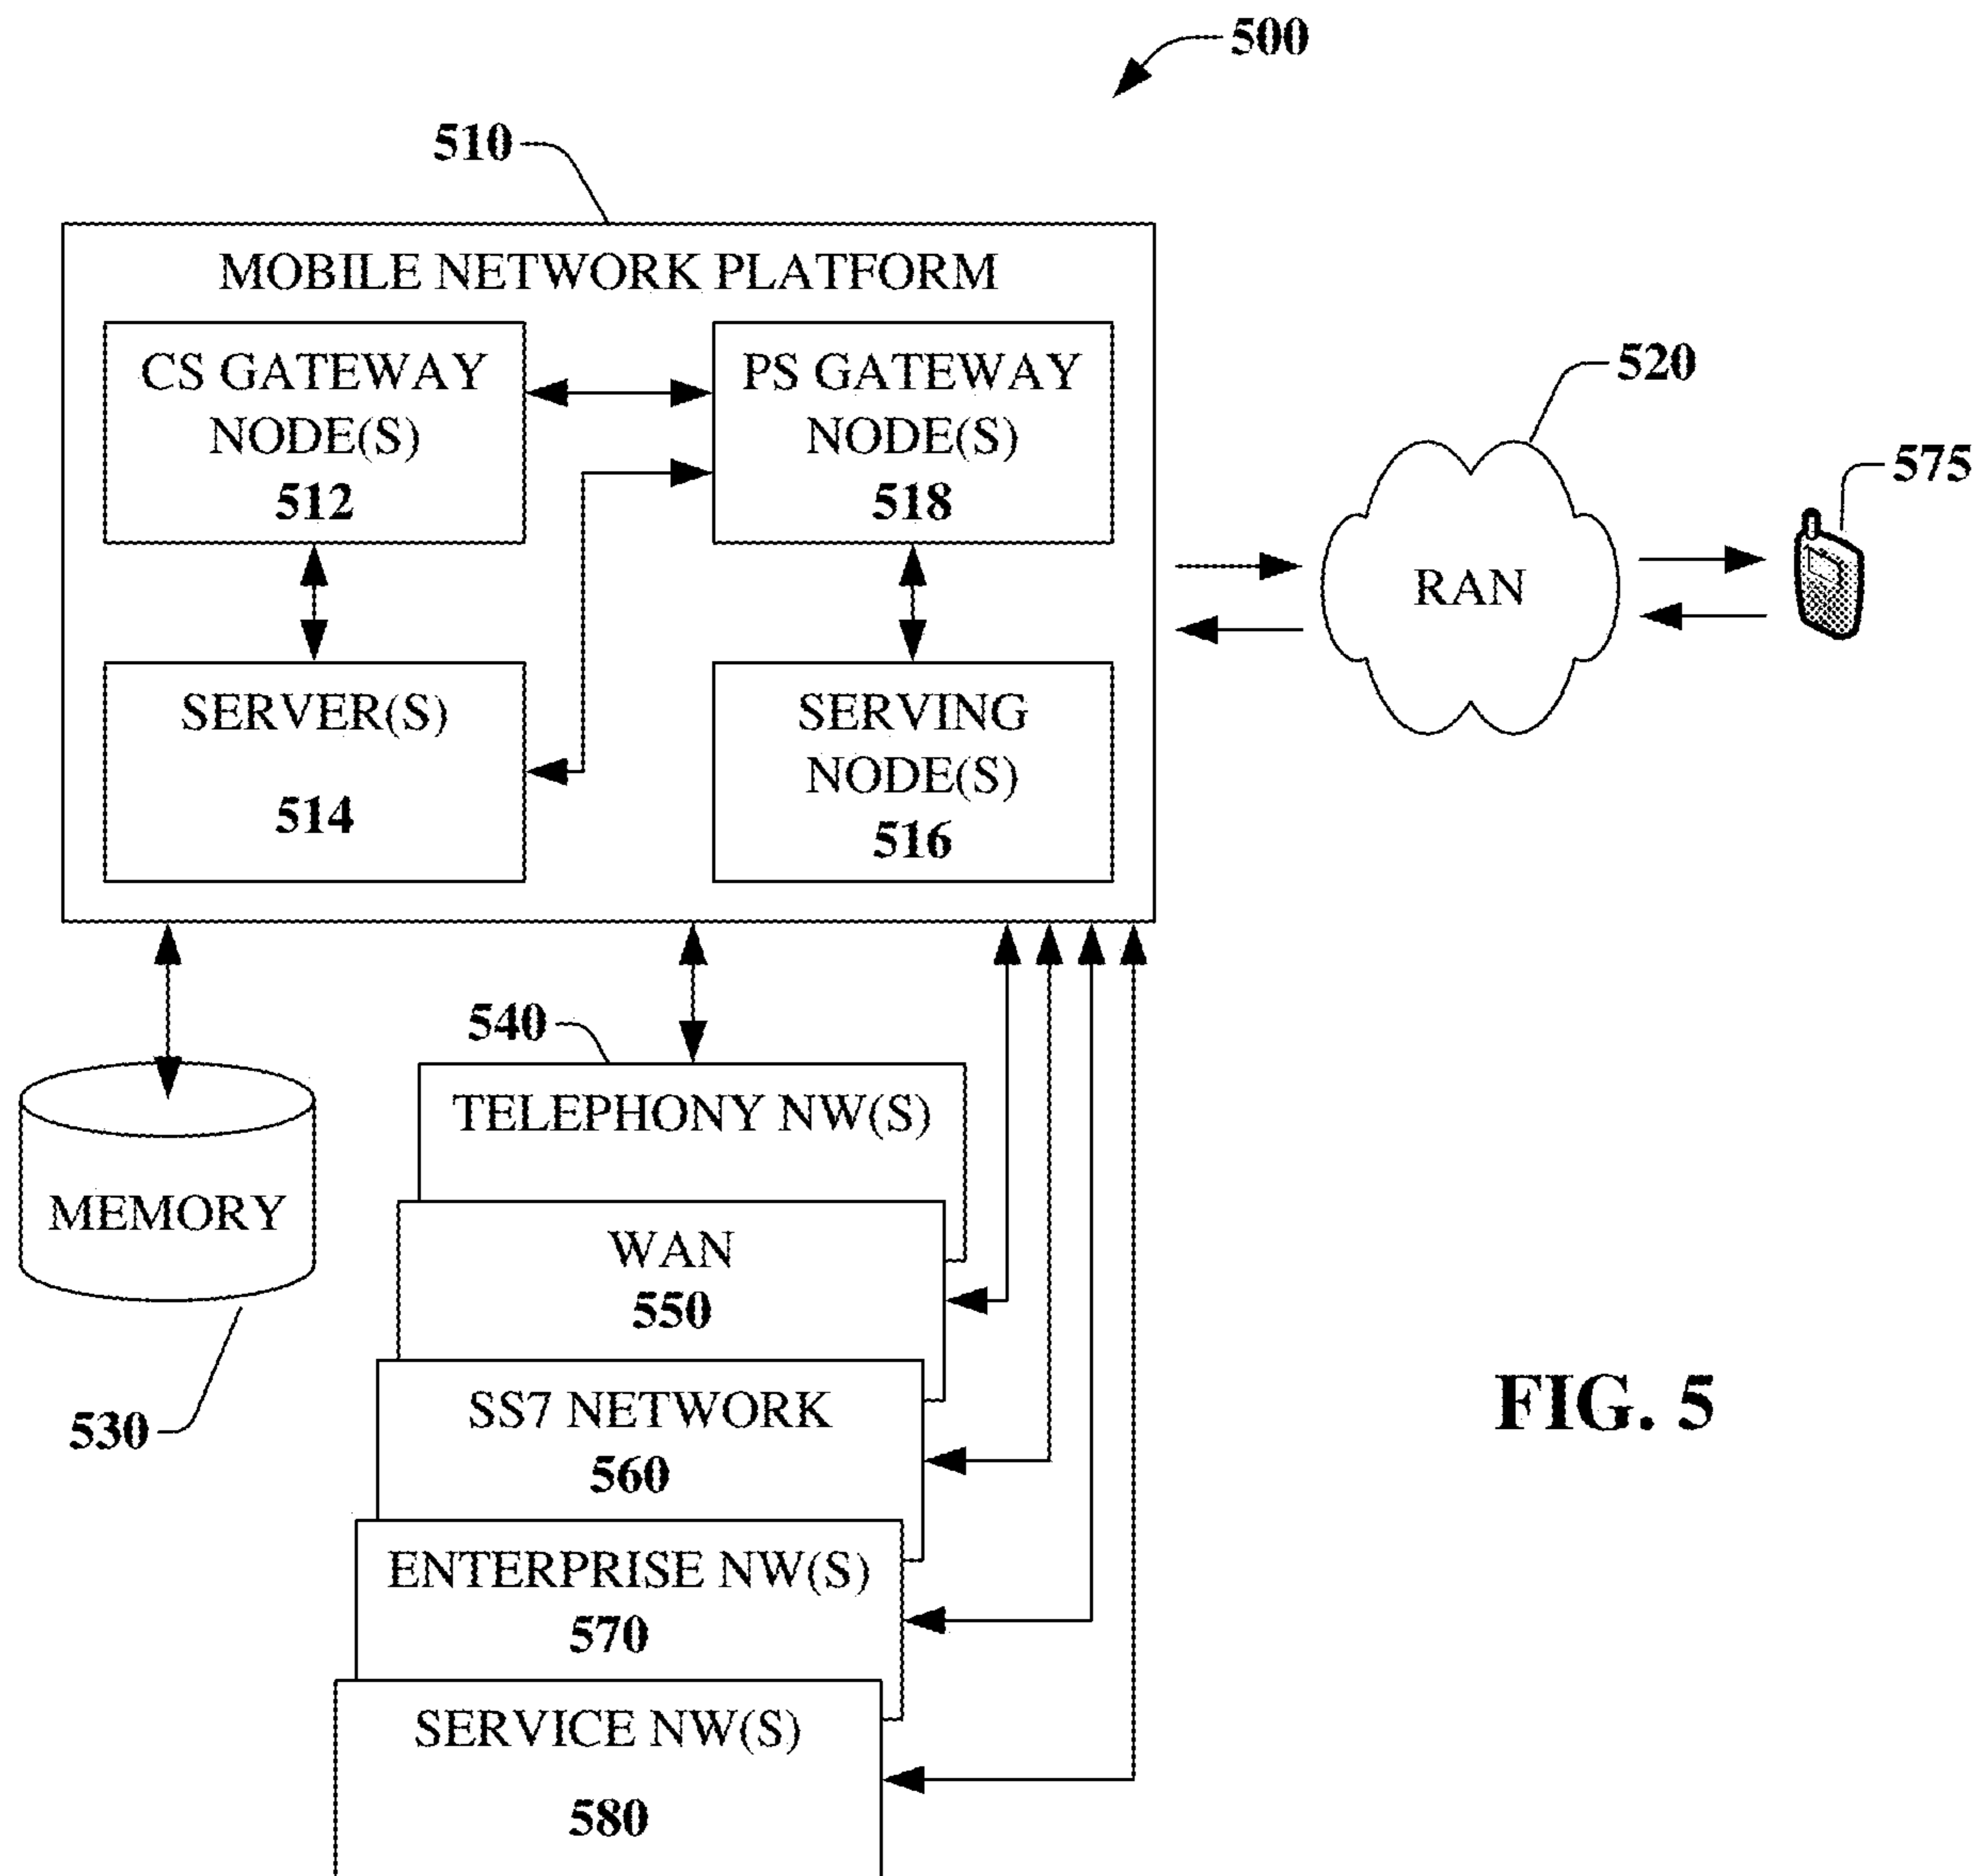 500
510
MOBILE NETWORK PLATFORM
CS GATEWAY
NODE(S)
512
PS GATEWAY
NODE(S)
518
SERVER(S)
514
SERVING
NODE(S)
516
520
RAN
575
540
TELEPHONY NW(S)
MEMORY
530
WAN
550
SS7 NETWORK
560
ENTERPRISE NW(S)
570
SERVICE NW(S)
580
FIG. 5